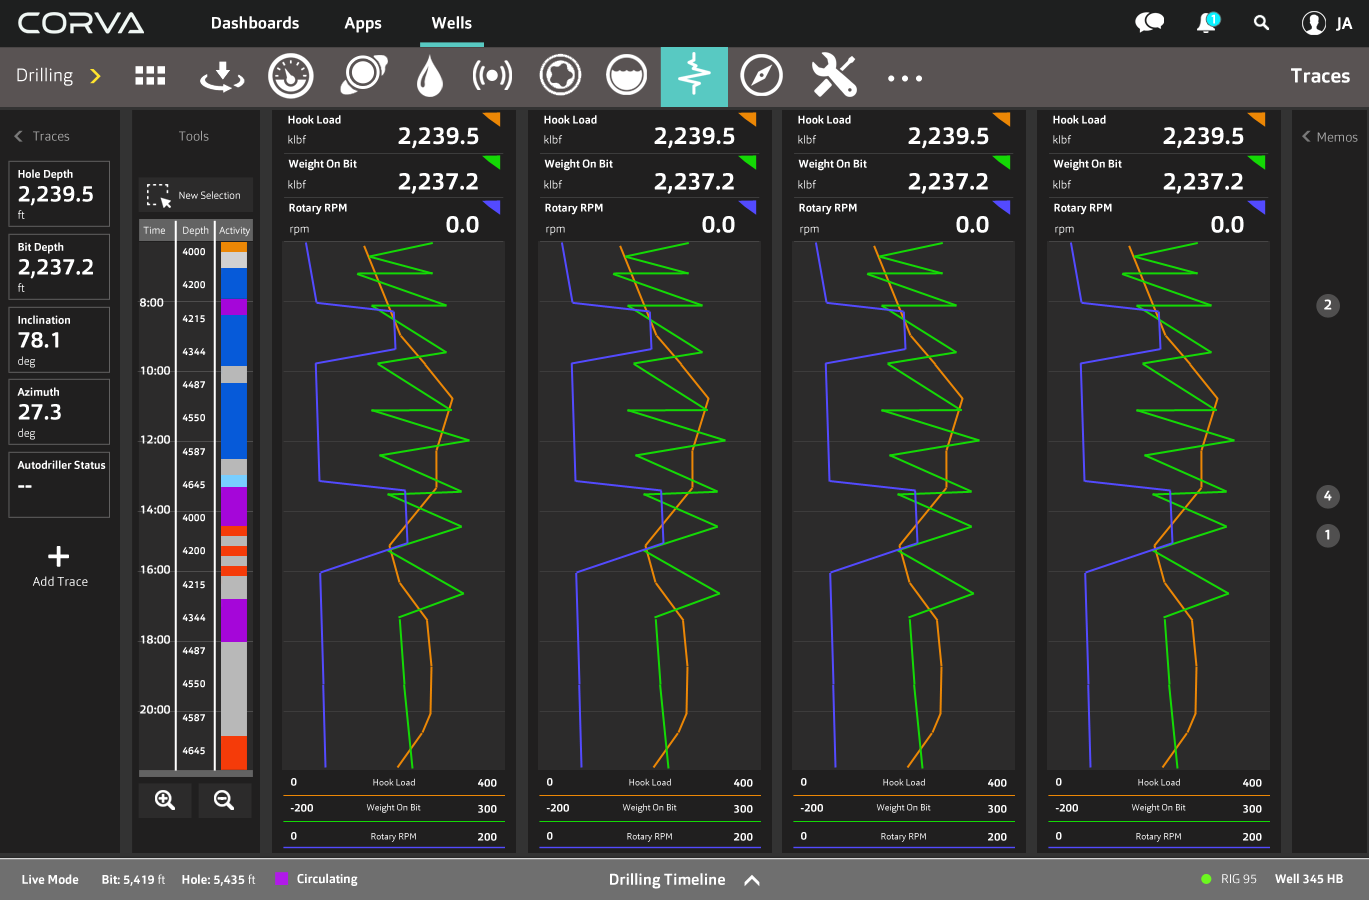 CORVA
Dashboards
Apps
Wells
1
JA
Drilling
Traces
Traces
Hole Depth
2,239.5
ft
Bit Depth
2,237.2
ft
Inclination
78.1
deg
Azimuth
27.3
deg
Autodriller Status
--
Add Trace
Tools
New Selection
Time Depth Activity
4000
4200
8:00
4215
4344
10:00
4487
4550
12:00
4587
4645
14:00
4000
4200
16:00
4215
4344
18:00
4487
4550
20:00
4587
4645
Hook Load
klbf 2,239.5
Weight On Bit
klbf 2,237.2
Rotary RPM
rpm 0.0
0 Hook Load 400
-200 Weight On Bit 300
0 Rotary RPM 200
Hook Load
klbf 2,239.5
Weight On Bit
klbf 2,237.2
Rotary RPM
rpm 0.0
0 Hook Load 400
-200 Weight On Bit 300
0 Rotary RPM 200
Hook Load
klbf 2,239.5
Weight On Bit
klbf 2,237.2
Rotary RPM
rpm 0.0
0 Hook Load 400
-200 Weight On Bit 300
0 Rotary RPM 200
Hook Load
klbf 2,239.5
Weight On Bit
klbf 2,237.2
Rotary RPM
rpm 0.0
0 Hook Load 400
-200 Weight On Bit 300
0 Rotary RPM 200
Memos
2
4
1
Live Mode Bit: 5,419 ft Hole: 5,435 ft Circulating
Drilling Timeline
RIG 95 Well 345 HB